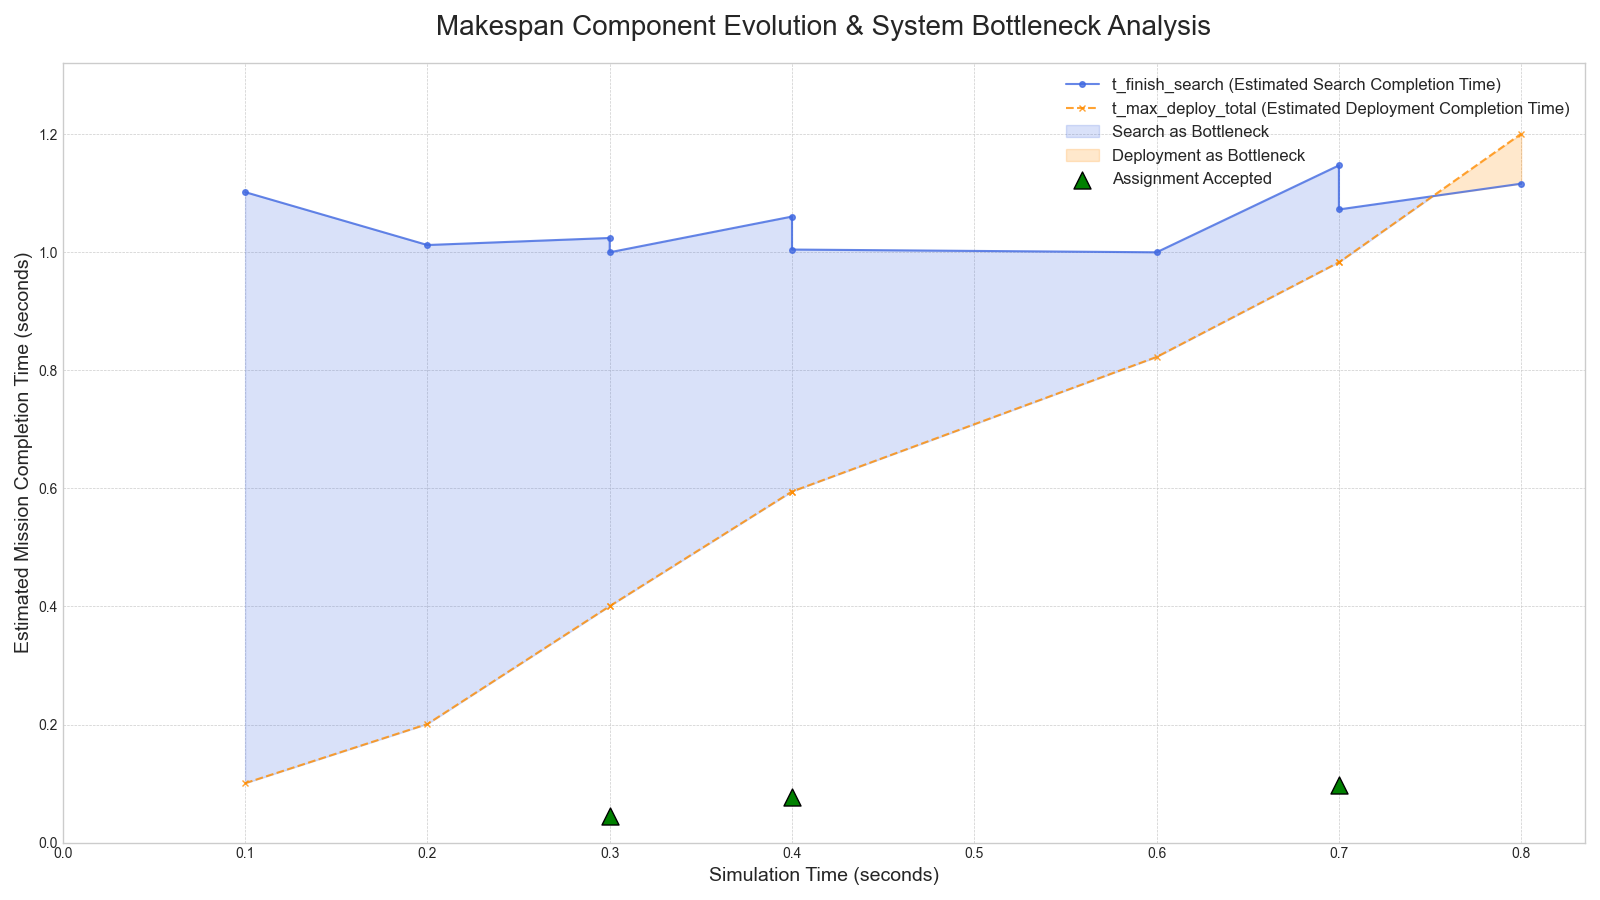 Makespan Component Evolution & System Bottleneck Analysis
t_finish_search (Estimated Search Completion Time)
t_max_deploy_total (Estimated Deployment Completion Time)
Search as Bottleneck
Deployment as Bottleneck
Assignment Accepted
Estimated Mission Completion Time (seconds)
1.2
1.0
0.8
0.6
0.4
0.2
0.0
0.0 0.1 0.2 0.3 0.4 0.5 0.6 0.7 0.8
Simulation Time (seconds)